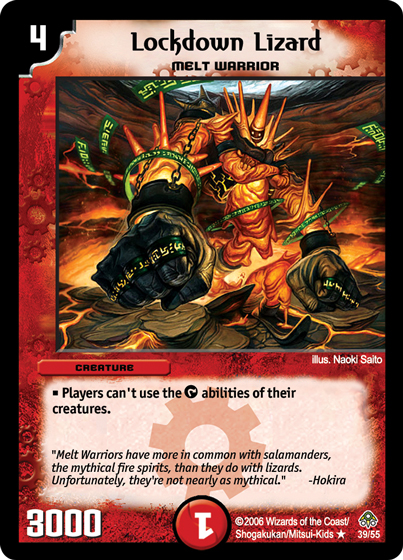 4
Lockdown Lizard
MELT WARRIOR
illus. Naoki Saito
CREATURE
▪ Players can't use the abilities of their
creatures.
"Melt Warriors have more in common with salamanders,
the mythical fire spirits, than they do with lizards.
Unfortunately, they're not nearly as mythical." -Hokira
3000
1
©2006 Wizards of the Coast/
Shogakukan/Mitsui-Kids ★ 39/55